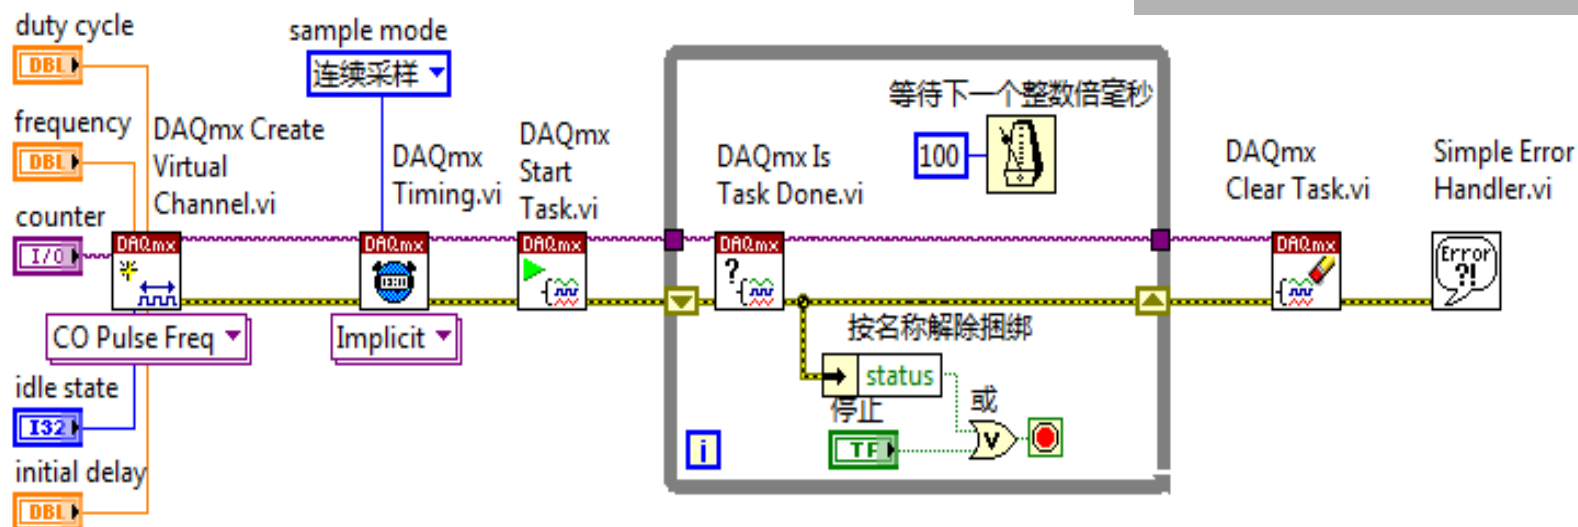 duty cycle
DBL
sample mode
连续采样
等待下一个整数倍毫秒
frequency
DBL
DAQmx Create
Virtual
Channel.vi
DAQmx
Timing.vi
DAQmx
Start
Task.vi
DAQmx Is
Task Done.vi
100
DAQmx
Clear Task.vi
Simple Error
Handler.vi
counter
I/O
DAQmx
DAQmx
12:00
DAQmx
DAQmx
?
DAQmx
Error
?!
CO Pulse Freq
Implicit
按名称解除捆绑
status
idle state
I32
停止
TF
或
V
i
initial delay
DBL